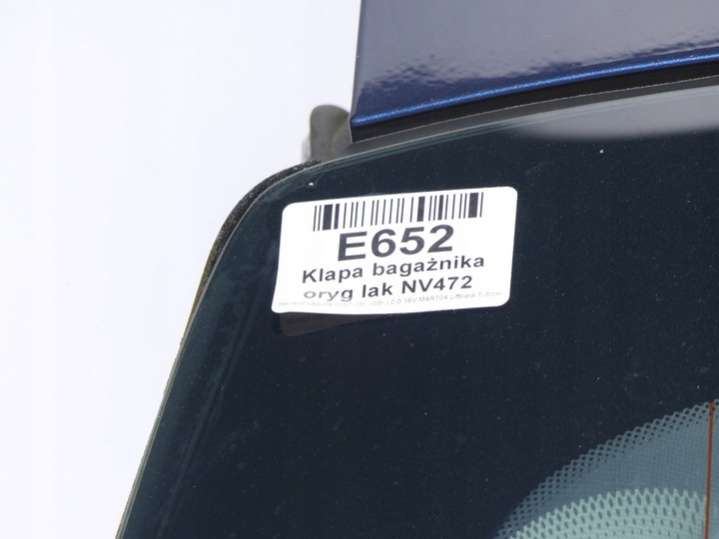 E652
Klapa bagażnika
oryg lak NV472